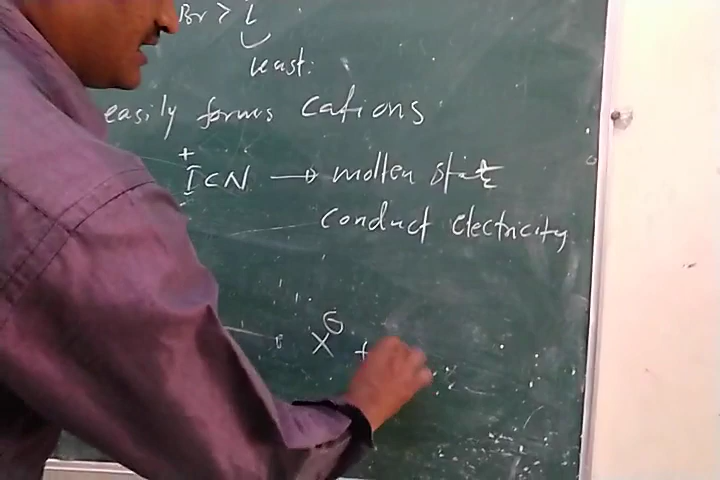 Br > I
least.
easily forms cations
+
ICN → molten state
conduct electricity
X⊖ +